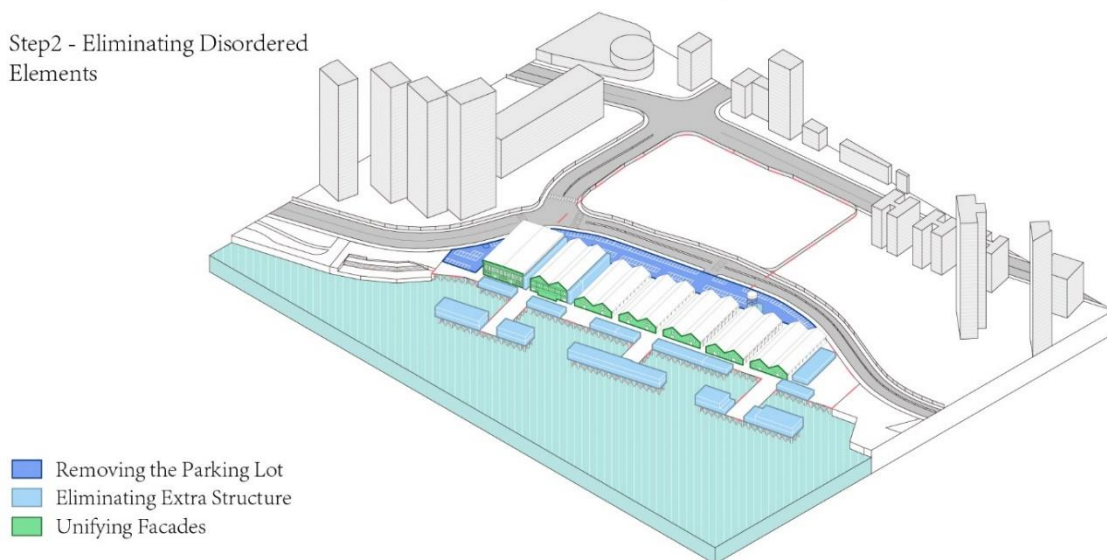 Step2 - Eliminating Disordered
Elements
Removing the Parking Lot
Eliminating Extra Structure
Unifying Facades